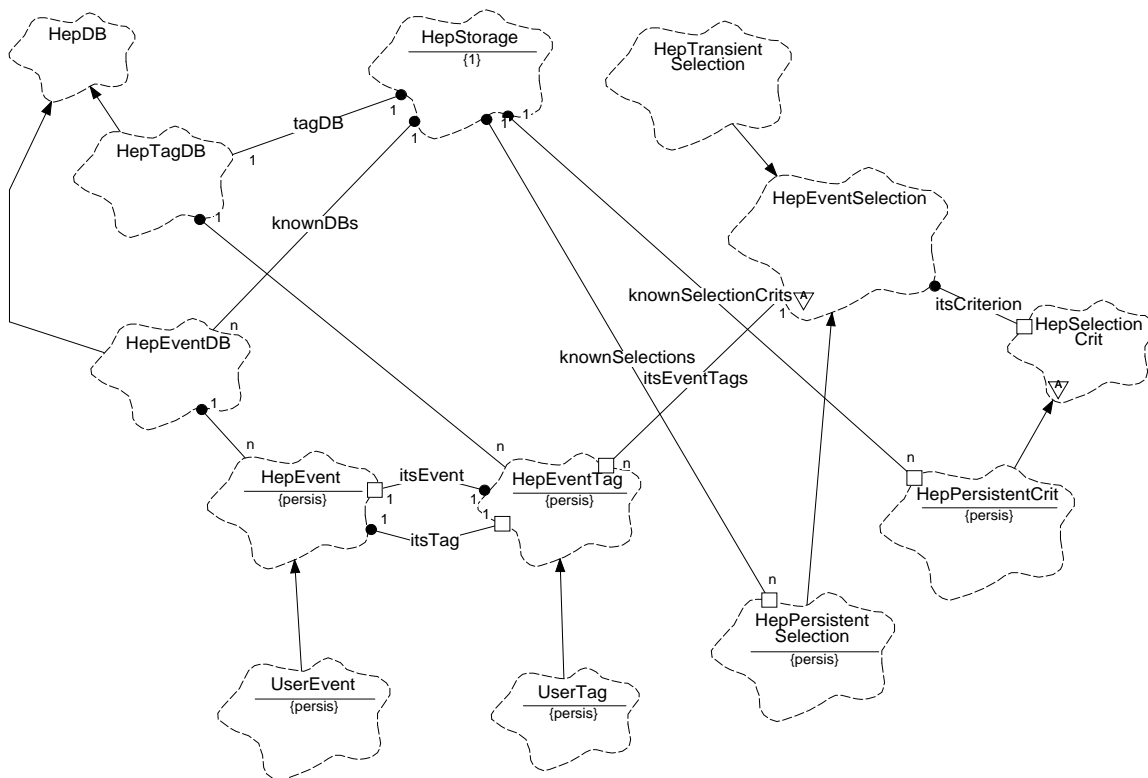 HepDB
HepStorage
{1}
HepTransient
Selection
tagDB
1
1
1
1
1
HepTagDB
1
1
HepEventSelection
knownDBs
knownSelectionCrits
A
1
itsCriterion
n
HepEventDB
HepSelection
Crit
knownSelections
itsEventTags
A
1
n
n
n
n
HepEvent
{persis}
itsEvent
1
1
HepEventTag
{persis}
HepPersistentCrit
{persis}
1
1
itsTag
n
HepPersistent
Selection
{persis}
UserEvent
{persis}
UserTag
{persis}